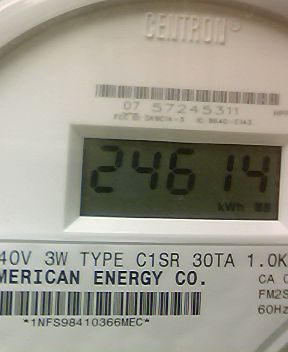 CENTRON®
07 57245311
24614
kWh
40V 3W TYPE C1SR 30TA 1.0K
MERICAN ENERGY CO.
CA
FM2S
60Hz
*1NFS98410366MEC*